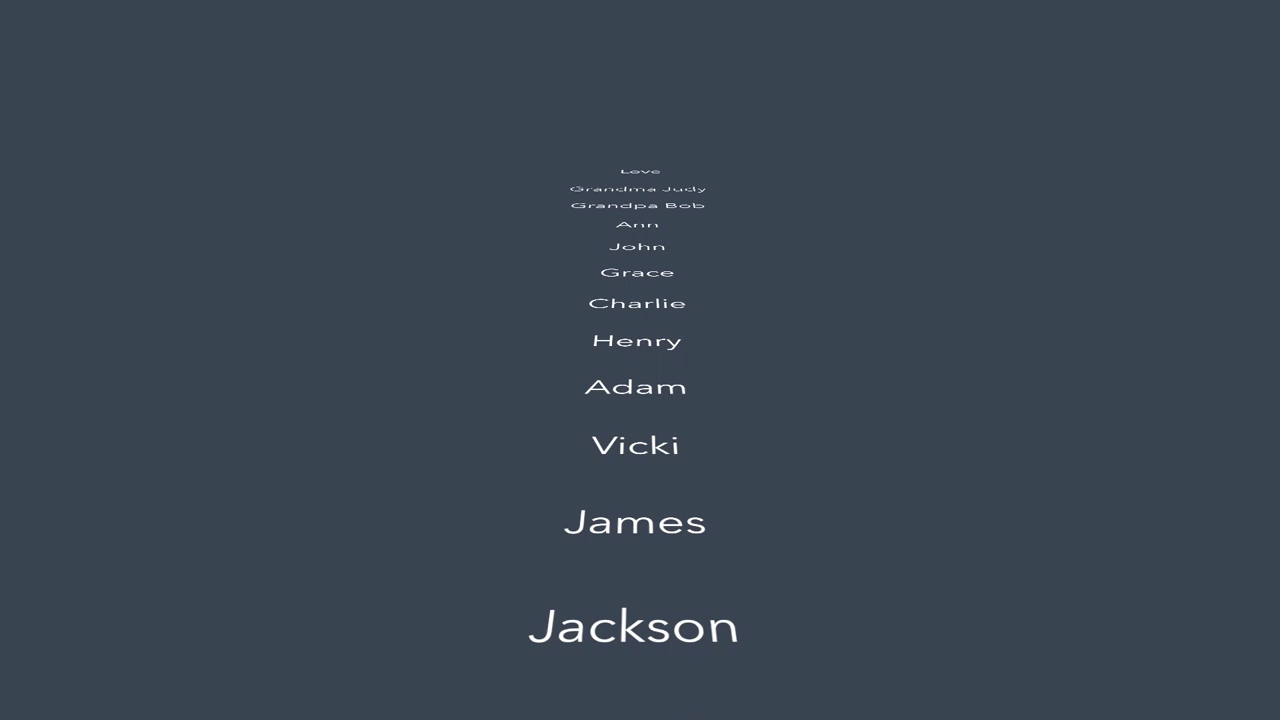 Love
Grandma Judy
Grandpa Bob
Ann
John
Grace
Charlie
Henry
Adam
Vicki
James
Jackson